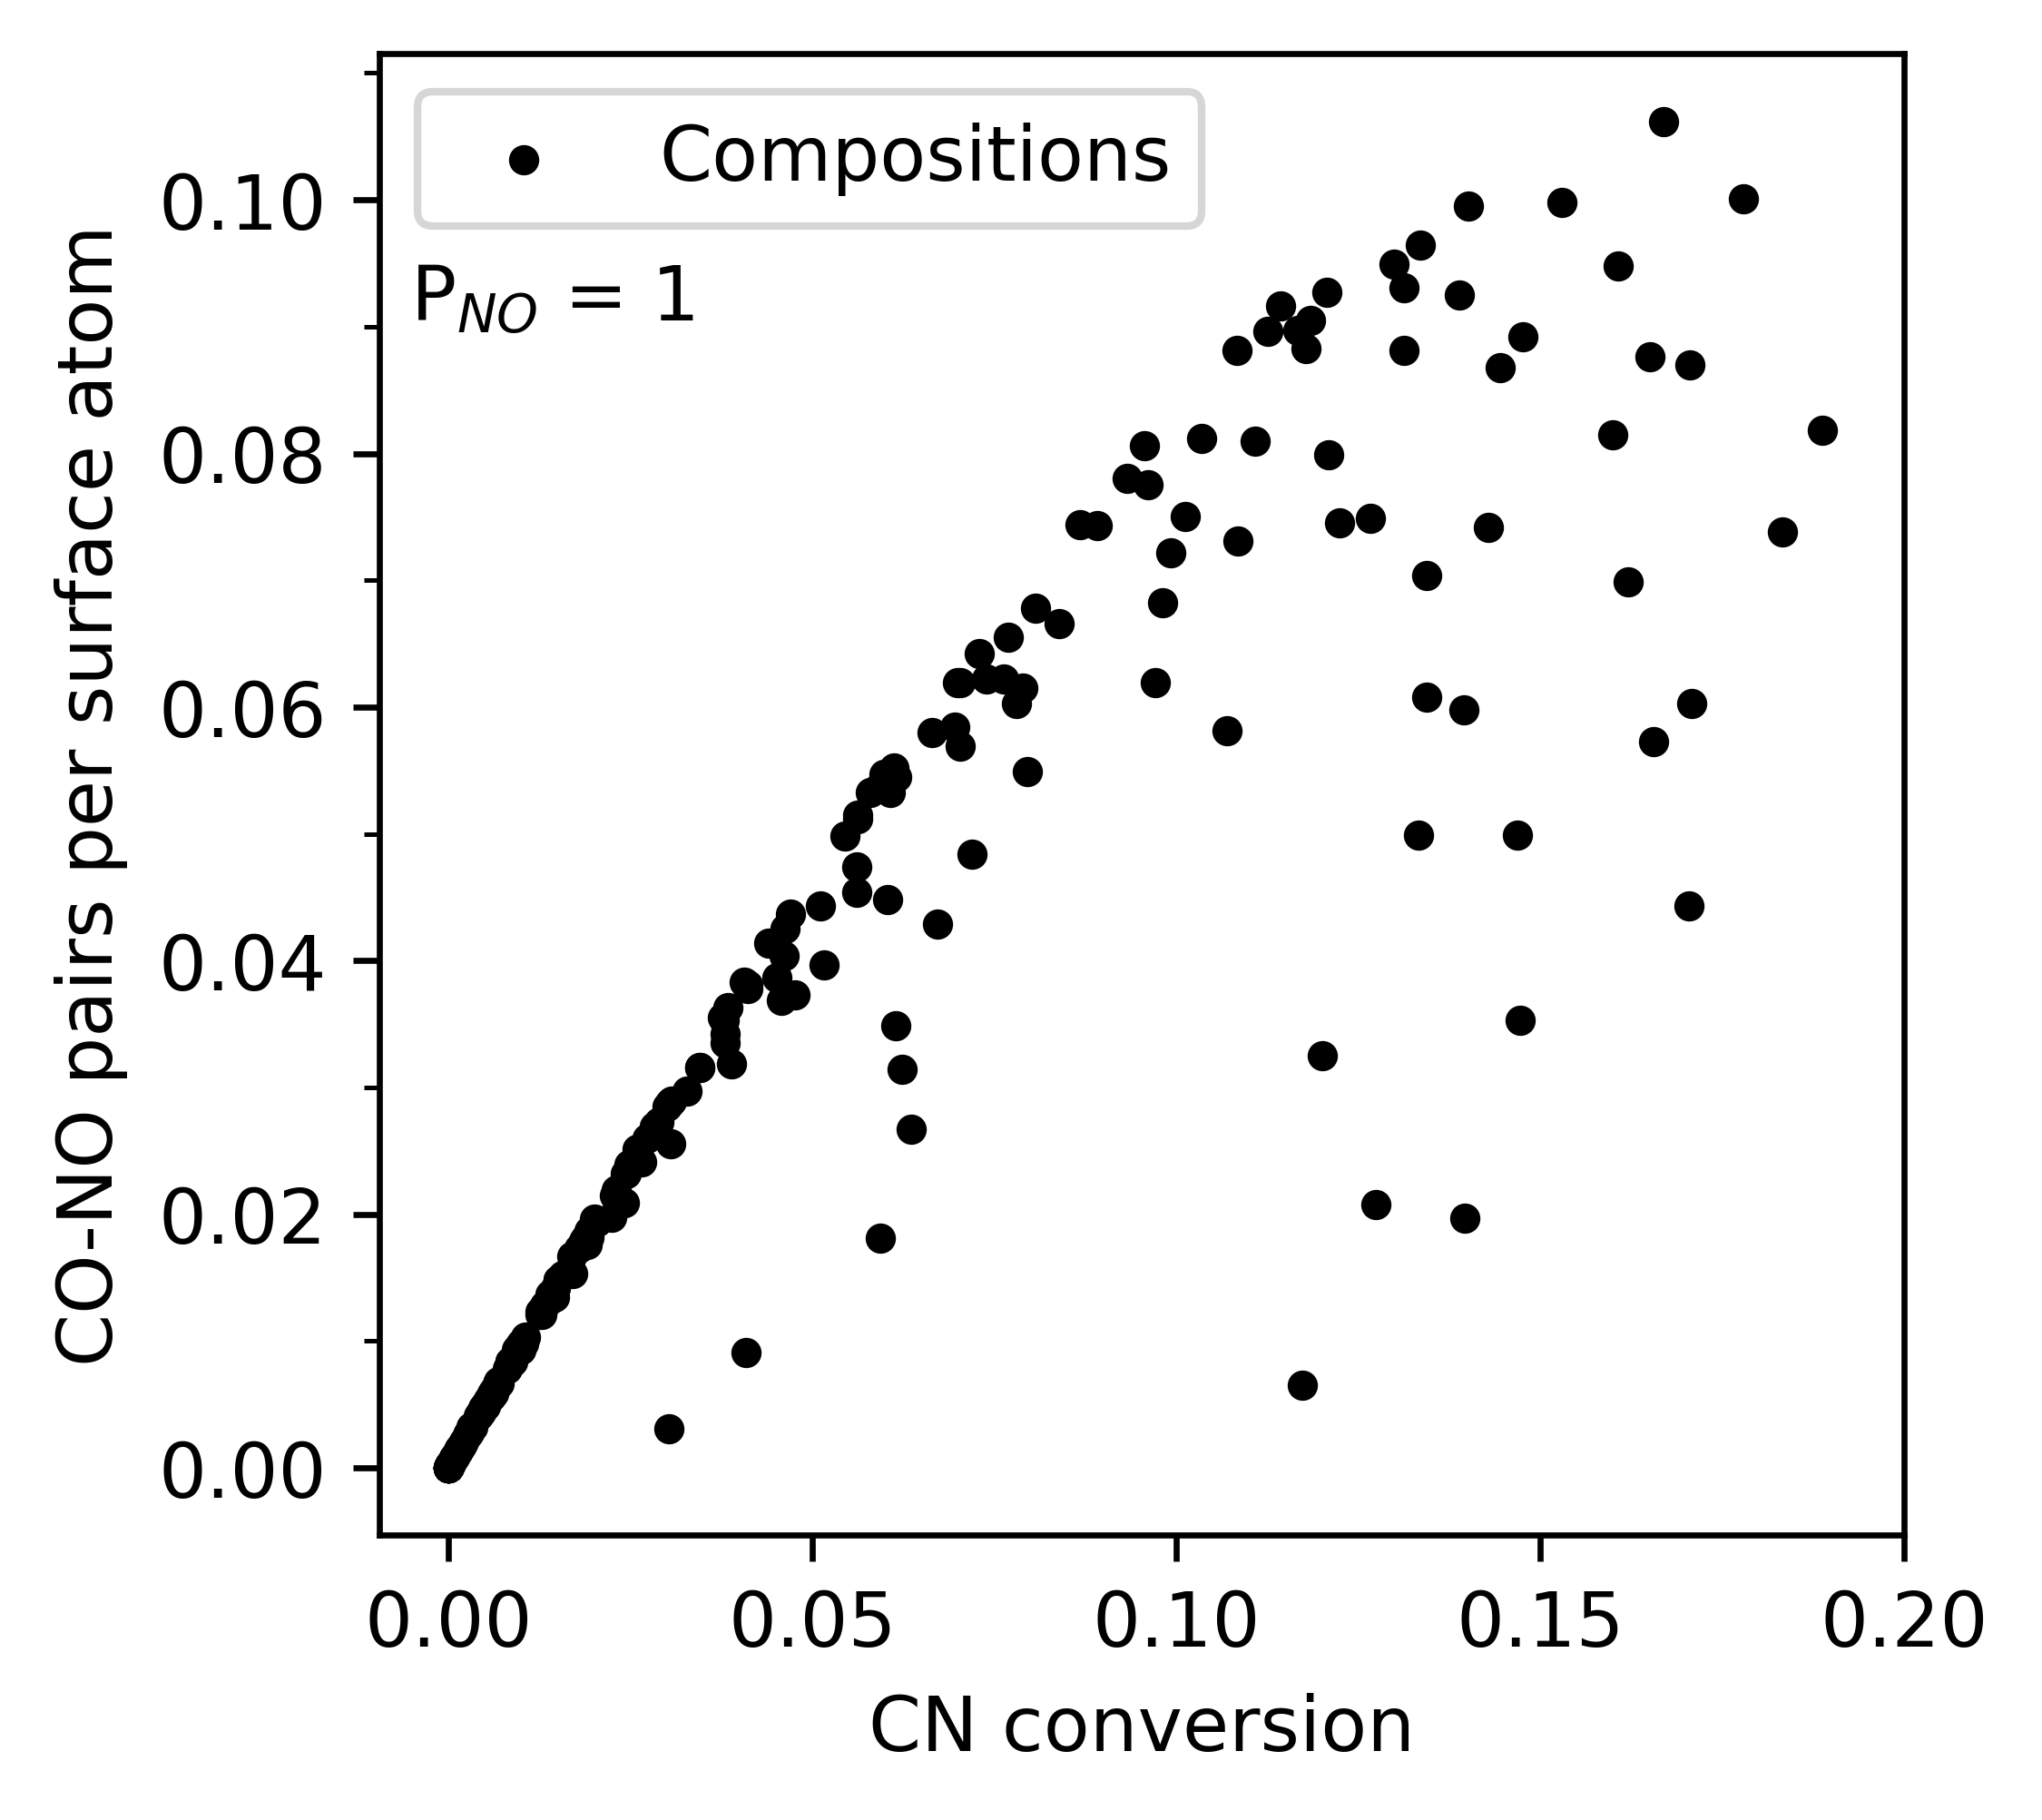 Compositions
P_NO = 1
0.10
0.08
0.06
0.04
0.02
0.00
CO-NO pairs per surface atom
0.00 0.05 0.10 0.15 0.20
CN conversion